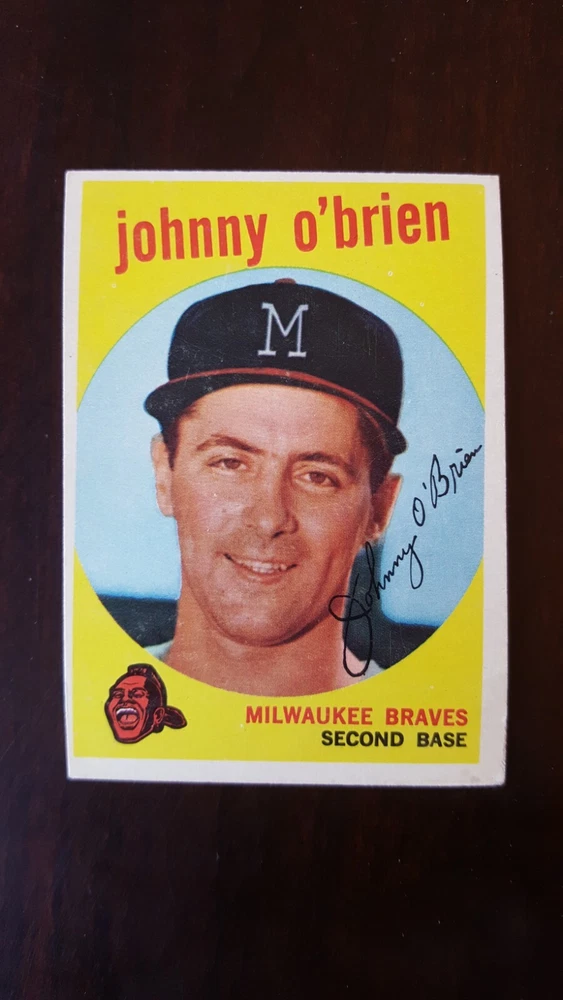 johnny o'brien
M
Johnny O'Brien
MILWAUKEE BRAVES
SECOND BASE